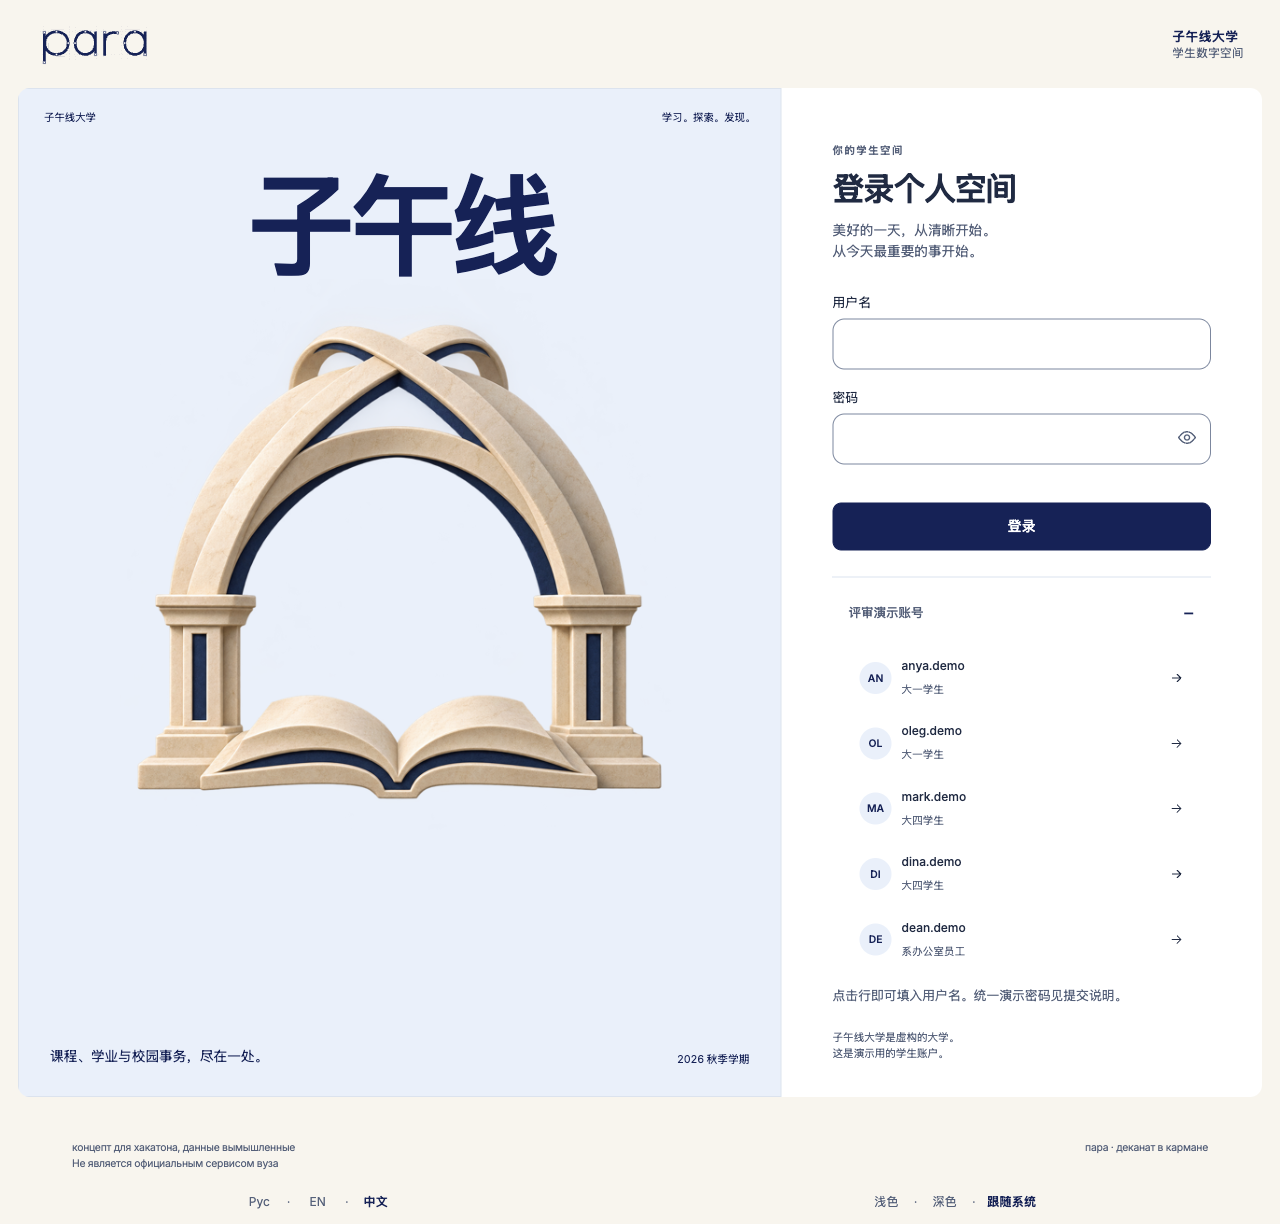 para
子午线大学
学生数字空间
子午线大学
学习。探索。发现。
子午线
课程、学业与校园事务，尽在一处。
2026 秋季学期
你的学生空间
登录个人空间
美好的一天，从清晰开始。
从今天最重要的事开始。
用户名
密码
登录
评审演示账号
AN
anya.demo
大一学生
OL
oleg.demo
大一学生
MA
mark.demo
大四学生
DI
dina.demo
大四学生
DE
dean.demo
系办公室员工
点击行即可填入用户名。统一演示密码见提交说明。
子午线大学是虚构的大学。
这是演示用的学生账户。
концепт для хакатона, данные вымышленные
Не является официальным сервисом вуза
пара · деканат в кармане
Рус · EN · 中文
浅色 · 深色 · 跟随系统